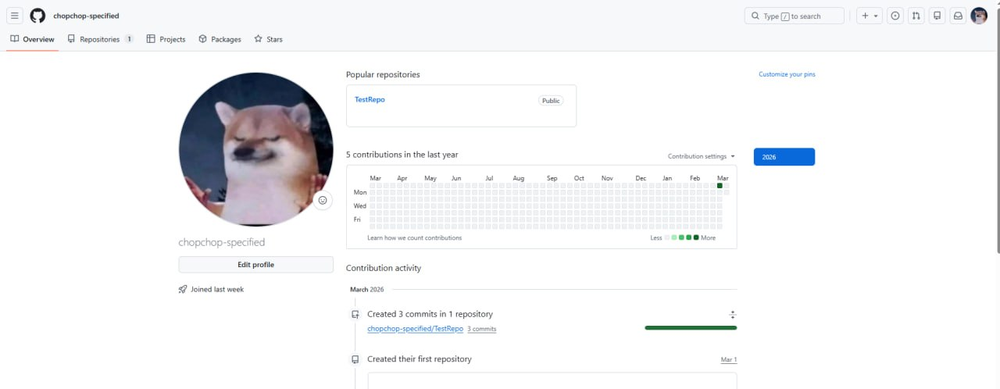 chopchop-specified
Type / to search
Overview Repositories 1 Projects Packages Stars
Popular repositories
Customize your pins
TestRepo Public
5 contributions in the last year
Contribution settings
2026
Mar Apr May Jun Jul Aug Sep Oct Nov Dec Jan Feb Mar
Mon
Wed
Fri
Learn how we count contributions
Less More
chopchop-specified
Edit profile
Joined last week
Contribution activity
March 2026
Created 3 commits in 1 repository
chopchop-specified/TestRepo 3 commits
Created their first repository
Mar 1